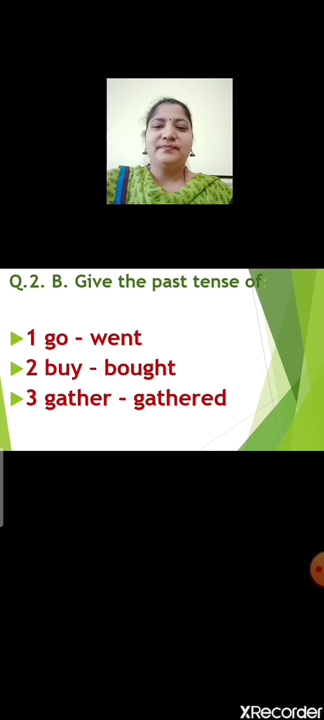 Q.2. B. Give the past tense of
1 go – went
2 buy – bought
3 gather – gathered
XRecorder